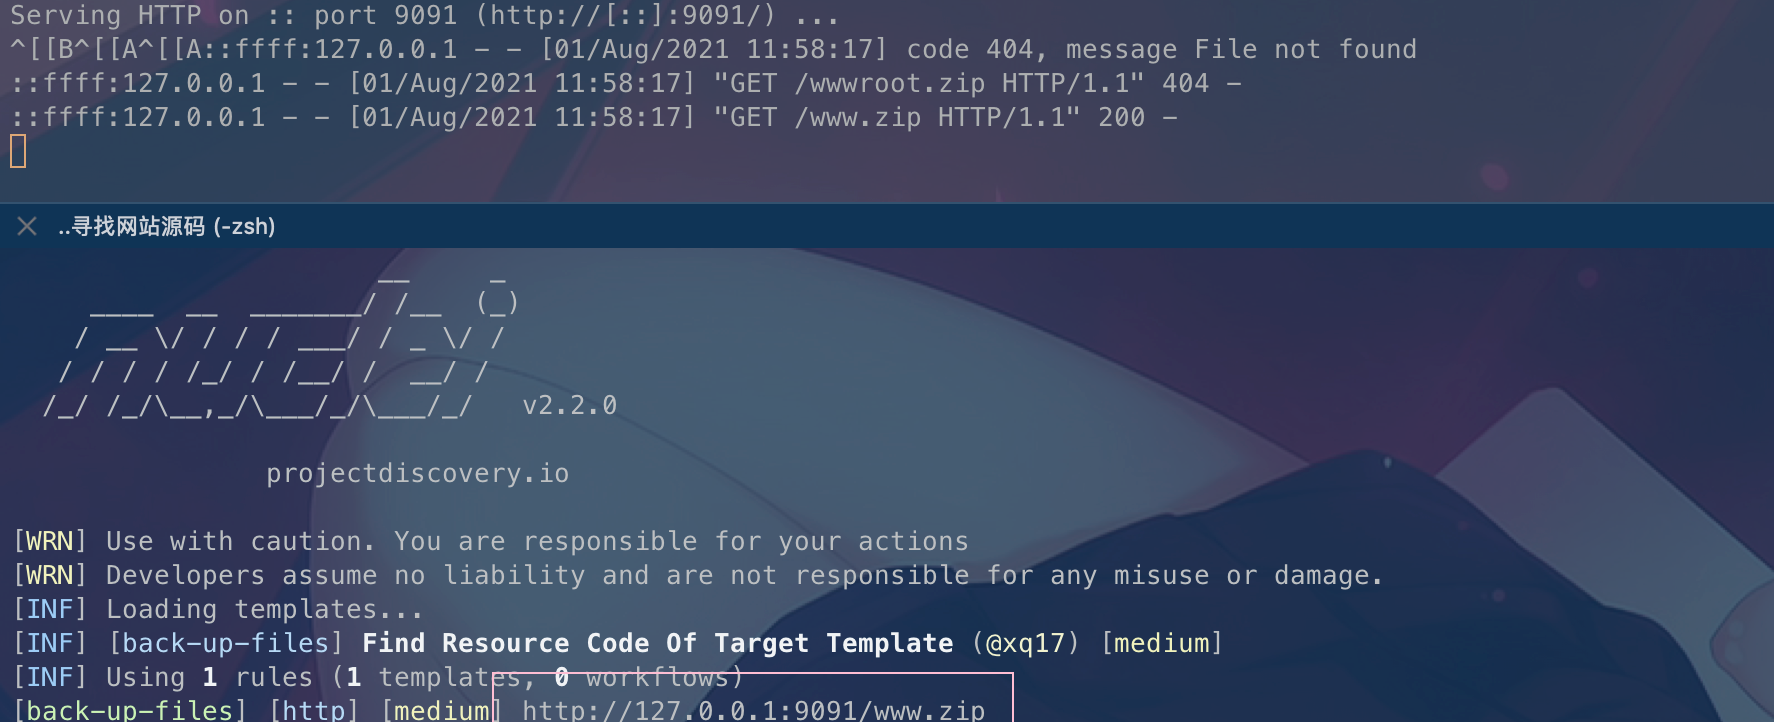 Serving HTTP on :: port 9091 (http://[::]:9091/) ...
^[[B^[[A^[[A::ffff:127.0.0.1 - - [01/Aug/2021 11:58:17] code 404, message File not found
::ffff:127.0.0.1 - - [01/Aug/2021 11:58:17] "GET /wwwroot.zip HTTP/1.1" 404 -
::ffff:127.0.0.1 - - [01/Aug/2021 11:58:17] "GET /www.zip HTTP/1.1" 200 -
..寻找网站源码 (-zsh)
nuclei v2.2.0
projectdiscovery.io
[WRN] Use with caution. You are responsible for your actions
[WRN] Developers assume no liability and are not responsible for any misuse or damage.
[INF] Loading templates...
[INF] [back-up-files] Find Resource Code Of Target Template (@xq17) [medium]
[INF] Using 1 rules (1 templates, 0 workflows)
[back-up-files] [http] [medium] http://127.0.0.1:9091/www.zip